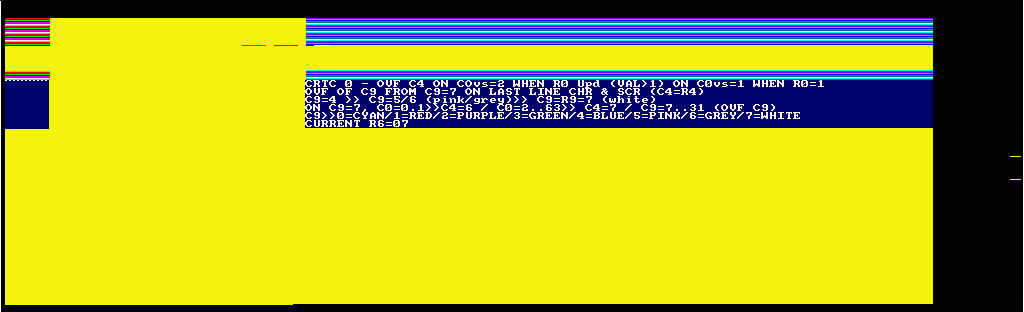 CRTC 0 - OVF C4 ON C0vs=2 WHEN R0 Upd (VAL>1) ON C0vs=1 WHEN R0=1
OVF OF C9 FROM C9=7 ON LAST LINE CHR & SCR (C4=R4)
C9=4 >> C9=5/6 (pink/grey)>> C9=R9=7 (white)
ON C9=7, C0=0.1>>C4=6 / C0=2..63>> C4=7 / C9=7..31 (OVF C9)
C9>>0=CYAN/1=RED/2=PURPLE/3=GREEN/4=BLUE/5=PINK/6=GREY/7=WHITE
CURRENT R6=07